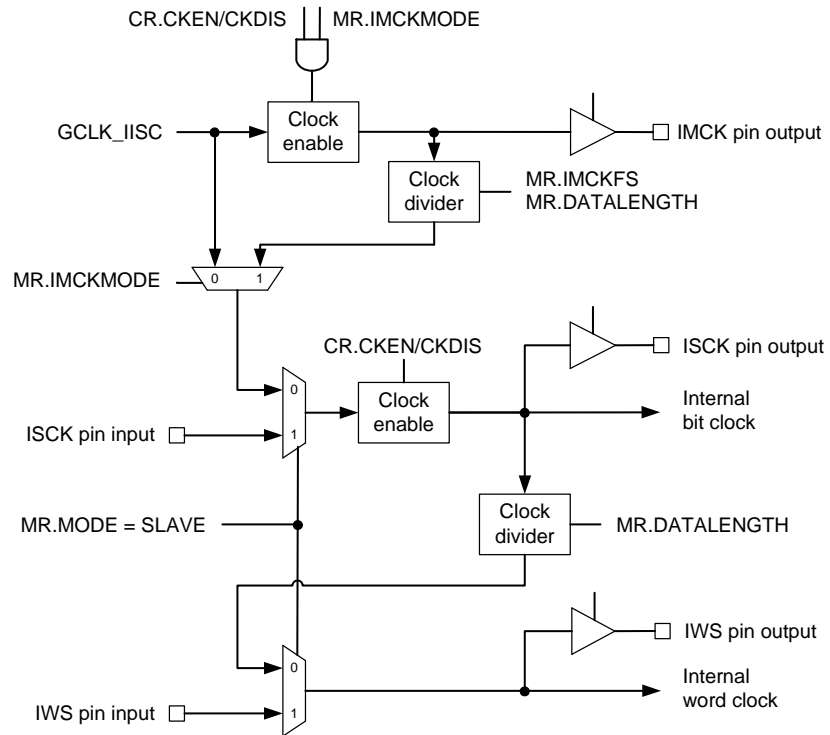 CR.CKEN/CKDIS
MR.IMCKMODE
GCLK_IISC
Clock
enable
IMCK pin output
Clock
divider
MR.IMCKFS
MR.DATALENGTH
MR.IMCKMODE
0
1
CR.CKEN/CKDIS
ISCK pin output
0
Clock
enable
Internal
bit clock
ISCK pin input
1
Clock
divider
MR.MODE = SLAVE
MR.DATALENGTH
IWS pin output
0
Internal
word clock
IWS pin input
1